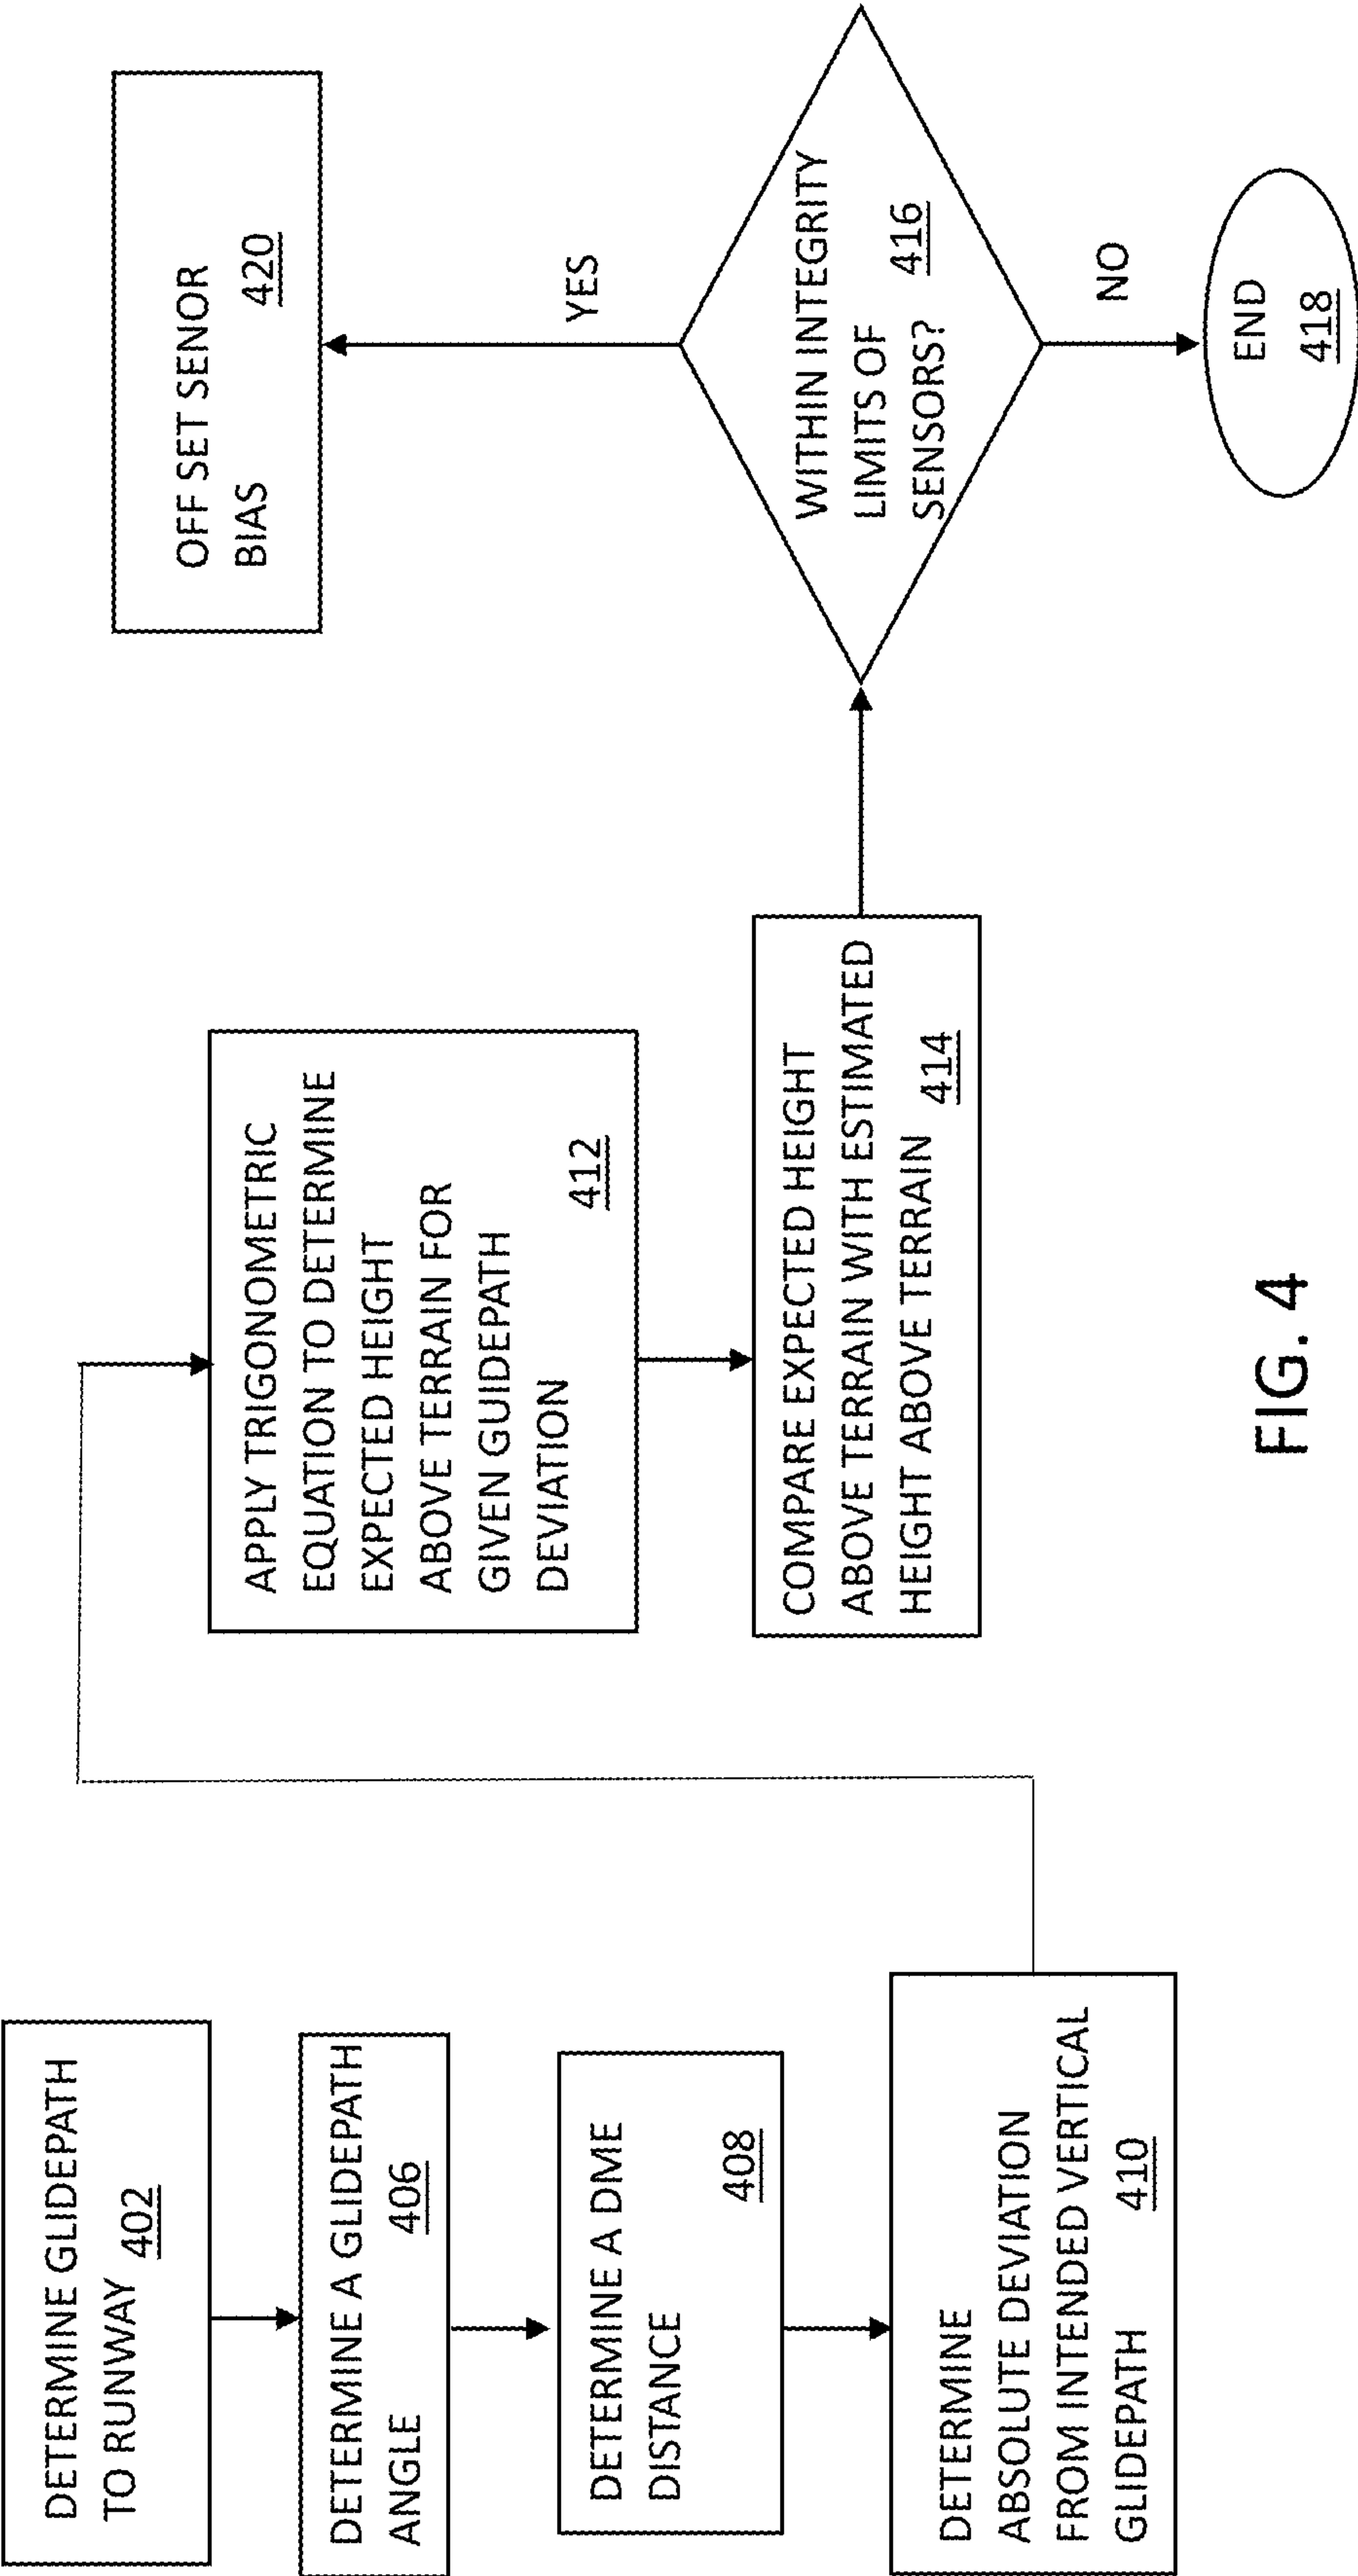 DETERMINE GLIDEPATH
TO RUNWAY 402
DETERMINE A GLIDEPATH
ANGLE 406
DETERMINE A DME
DISTANCE 408
DETERMINE
ABSOLUTE DEVIATION
FROM INTENDED VERTICAL
GLIDEPATH 410
APPLY TRIGONOMETRIC
EQUATION TO DETERMINE
EXPECTED HEIGHT
ABOVE TERRAIN FOR
GIVEN GUIDEPATH
DEVIATION 412
COMPARE EXPECTED HEIGHT
ABOVE TERRAIN WITH ESTIMATED
HEIGHT ABOVE TERRAIN 414
OFF SET SENOR
BIAS 420
YES
WITHIN INTEGRITY
LIMITS OF 416
SENSORS?
NO
END
418
FIG. 4